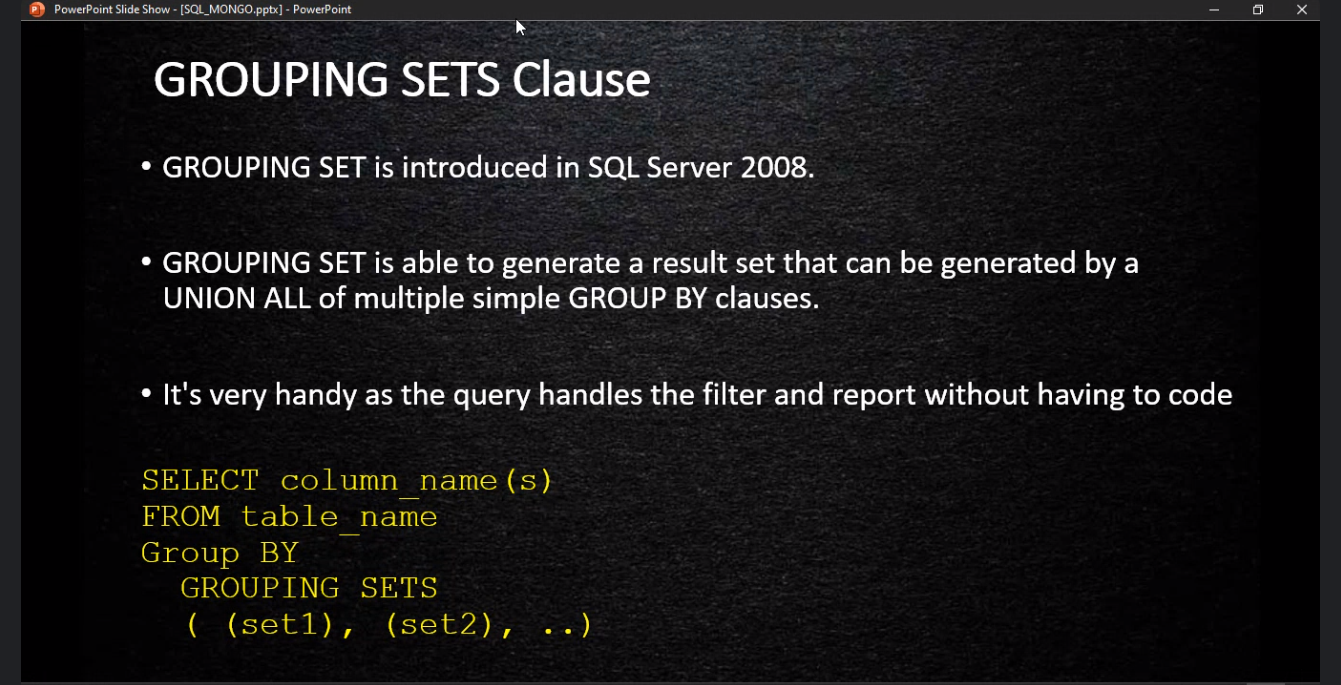 PowerPoint Slide Show - [SQL_MONGO.pptx] - PowerPoint
GROUPING SETS Clause
• GROUPING SET is introduced in SQL Server 2008.
• GROUPING SET is able to generate a result set that can be generated by a
UNION ALL of multiple simple GROUP BY clauses.
• It's very handy as the query handles the filter and report without having to code
SELECT column_name(s)
FROM table_name
Group BY
GROUPING SETS
( (set1), (set2), ..)